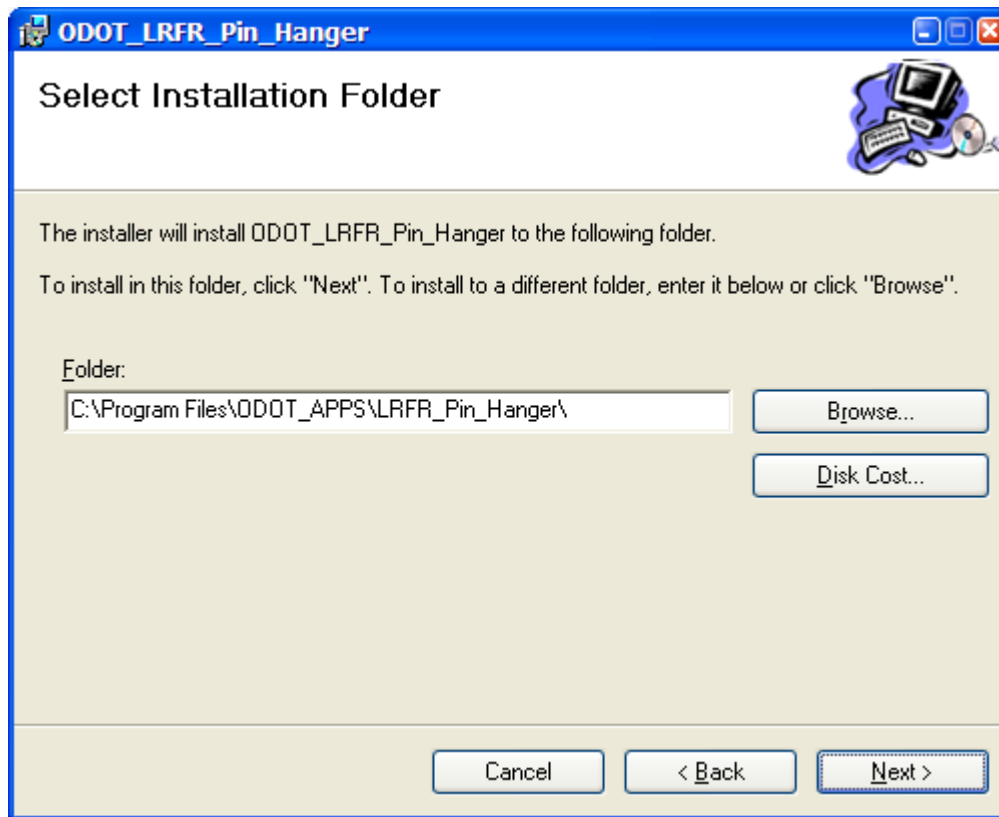 ODOT_LRFR_Pin_Hanger
Select Installation Folder
The installer will install ODOT_LRFR_Pin_Hanger to the following folder.
To install in this folder, click "Next". To install to a different folder, enter it below or click "Browse".
Folder:
C:\Program Files\ODOT_APPS\LRFR_Pin_Hanger\
Browse...
Disk Cost...
Cancel
< Back
Next >